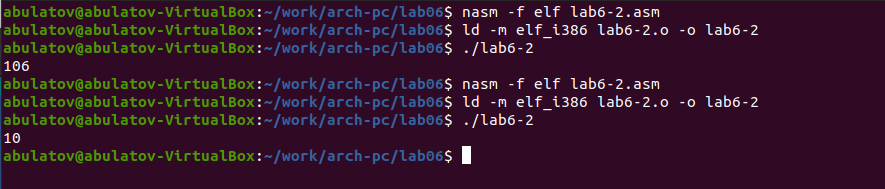 abulatov@abulatov-VirtualBox:~/work/arch-pc/lab06$ nasm -f elf lab6-2.asm
abulatov@abulatov-VirtualBox:~/work/arch-pc/lab06$ ld -m elf_i386 lab6-2.o -o lab6-2
abulatov@abulatov-VirtualBox:~/work/arch-pc/lab06$ ./lab6-2
106
abulatov@abulatov-VirtualBox:~/work/arch-pc/lab06$ nasm -f elf lab6-2.asm
abulatov@abulatov-VirtualBox:~/work/arch-pc/lab06$ ld -m elf_i386 lab6-2.o -o lab6-2
abulatov@abulatov-VirtualBox:~/work/arch-pc/lab06$ ./lab6-2
10
abulatov@abulatov-VirtualBox:~/work/arch-pc/lab06$